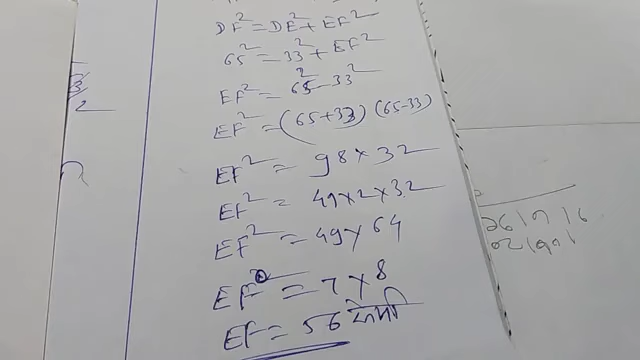 DF² = DE² + EF²
65² = 33² + EF²
EF² = 65² - 33²
EF² = (65+33) (65-33)
EF² = 98 × 32
EF² = 49 × 2 × 32
EF² = 49 × 64
EF = 7 × 8
EF = 56 सेमी